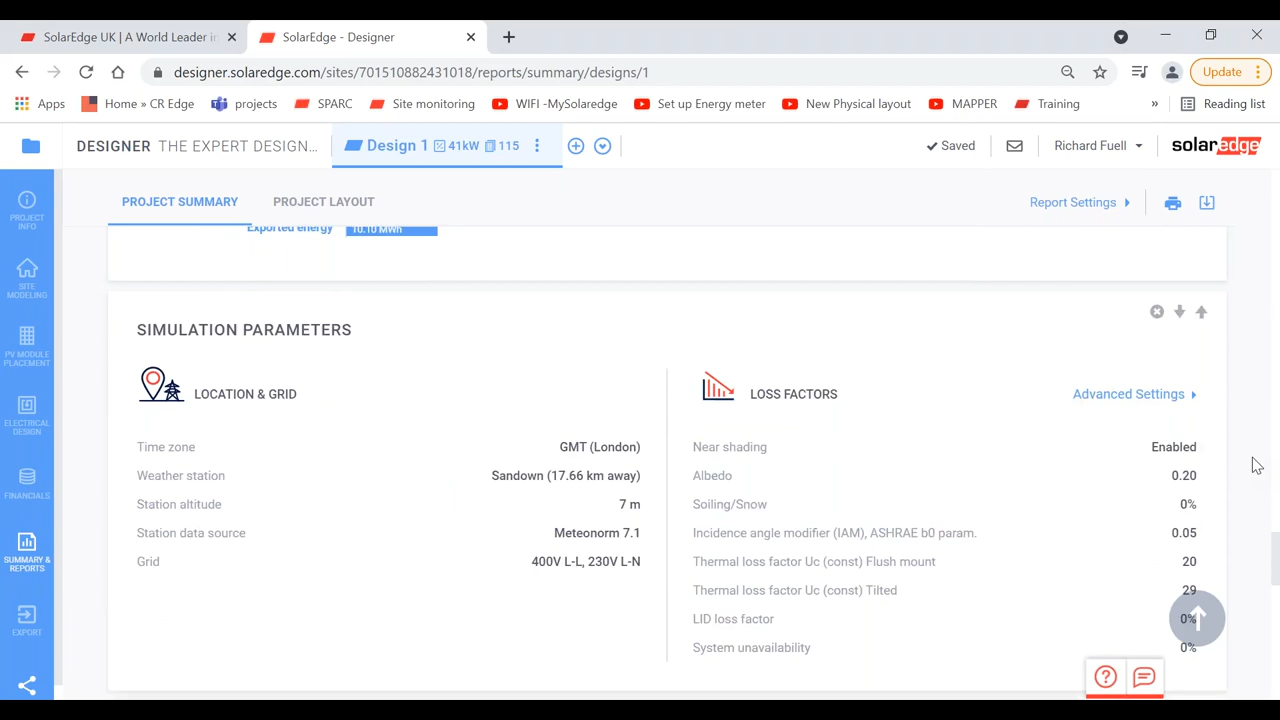 SolarEdge UK | A World Leader in
SolarEdge - Designer
designer.solaredge.com/sites/701510882431018/reports/summary/designs/1
Update
Apps
Home » CR Edge
projects
SPARC
Site monitoring
WIFI -MySolaredge
Set up Energy meter
New Physical layout
MAPPER
Training
»
Reading list
DESIGNER THE EXPERT DESIGN...
Design 1 41kW 115
Saved
Richard Fuell
solaredge
PROJECT INFO
SITE MODELING
PV MODULE PLACEMENT
ELECTRICAL DESIGN
FINANCIALS
SUMMARY & REPORTS
EXPORT
PROJECT SUMMARY
PROJECT LAYOUT
Report Settings
Exported energy 10.10 MWh
SIMULATION PARAMETERS
LOCATION & GRID
Time zone GMT (London)
Weather station Sandown (17.66 km away)
Station altitude 7 m
Station data source Meteonorm 7.1
Grid 400V L-L, 230V L-N
LOSS FACTORS Advanced Settings
Near shading Enabled
Albedo 0.20
Soiling/Snow 0%
Incidence angle modifier (IAM), ASHRAE b0 param. 0.05
Thermal loss factor Uc (const) Flush mount 20
Thermal loss factor Uc (const) Tilted 29
LID loss factor 0%
System unavailability 0%